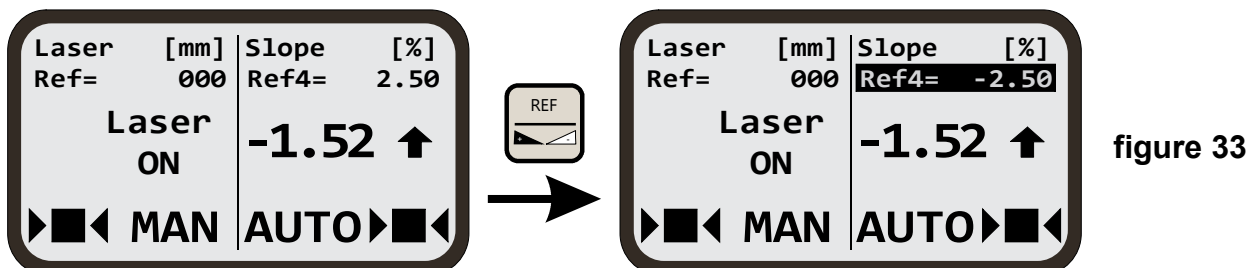 Laser [mm] Slope [%]
Ref= 000 Ref4= 2.50
Laser
ON
-1.52
MAN AUTO
REF
+ -
Laser [mm] Slope [%]
Ref= 000 Ref4= -2.50
Laser
ON
-1.52
MAN AUTO
figure 33